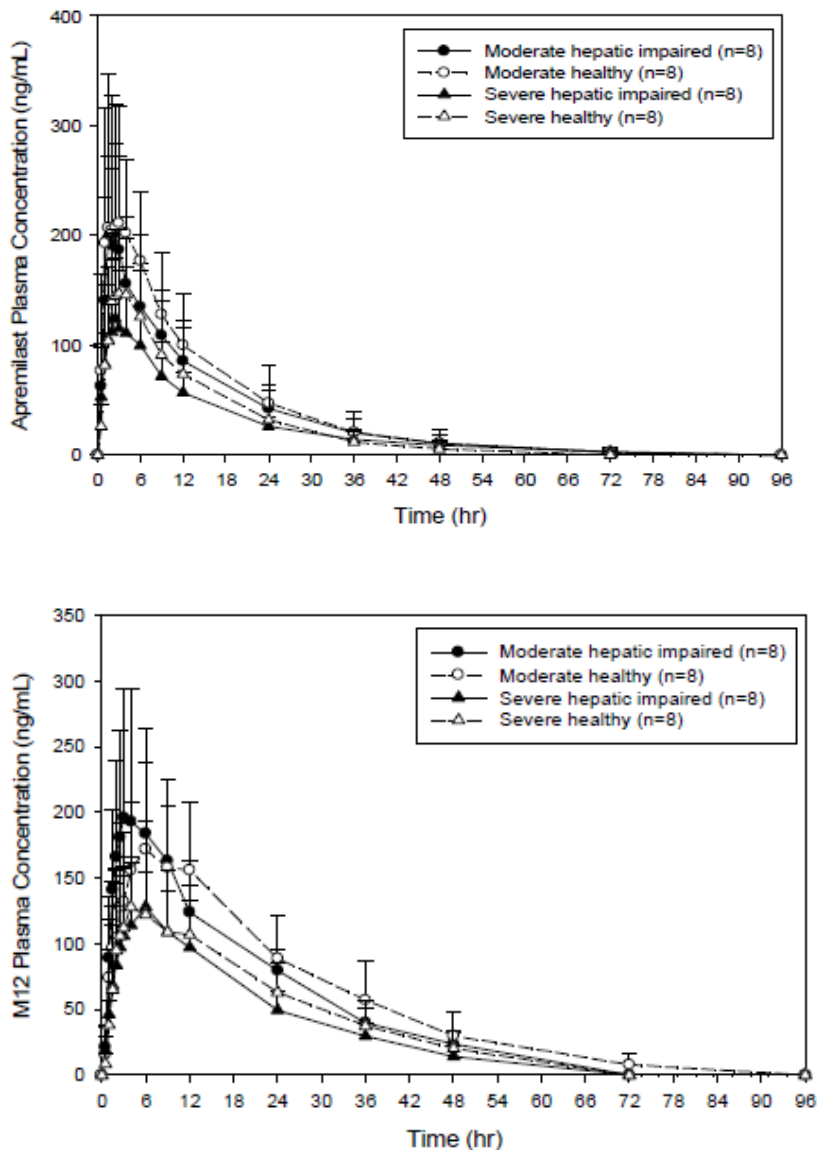 Apremilast Plasma Concentration (ng/mL)
400
300
200
100
0
Moderate hepatic impaired (n=8)
Moderate healthy (n=8)
Severe hepatic impaired (n=8)
Severe healthy (n=8)
0 6 12 18 24 30 36 42 48 54 60 66 72 78 84 90 96
Time (hr)
M12 Plasma Concentration (ng/mL)
350
300
250
200
150
100
50
0
Moderate hepatic impaired (n=8)
Moderate healthy (n=8)
Severe hepatic impaired (n=8)
Severe healthy (n=8)
0 6 12 18 24 30 36 42 48 54 60 66 72 78 84 90 96
Time (hr)